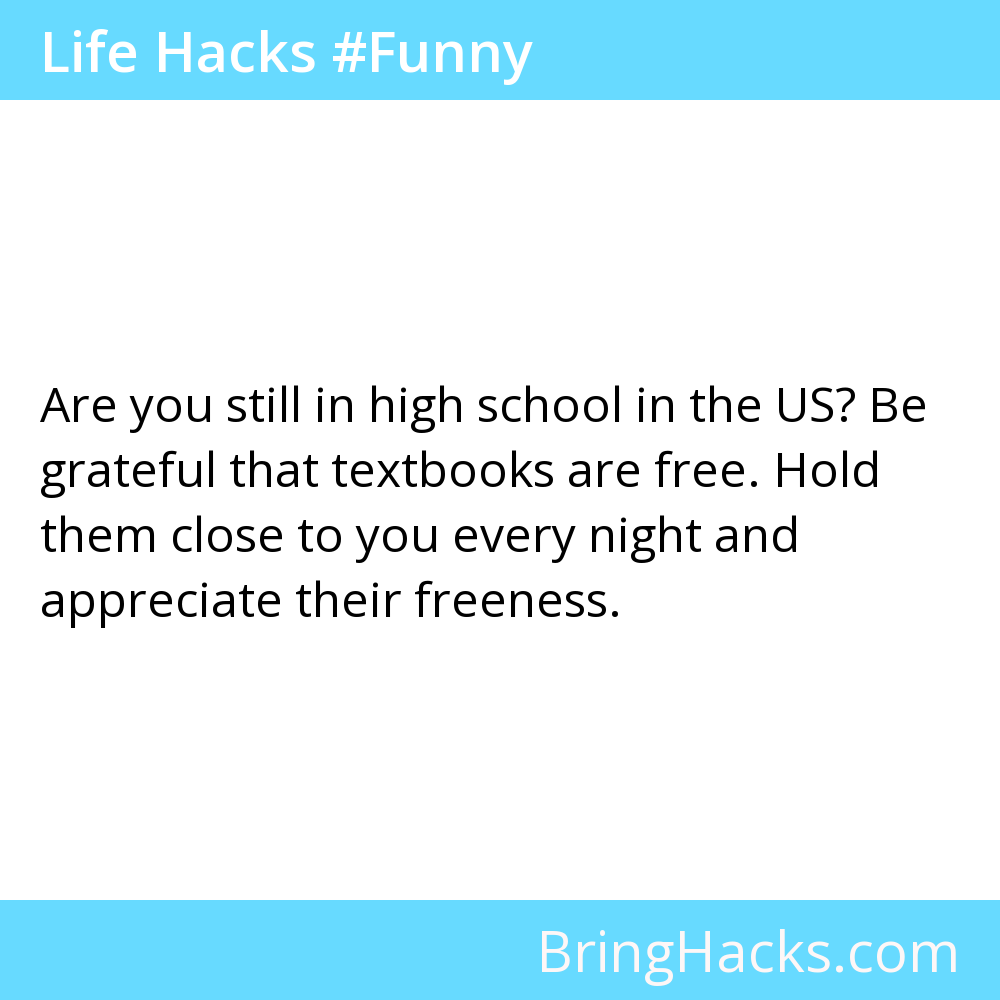 Life Hacks #Funny
Are you still in high school in the US? Be
grateful that textbooks are free. Hold
them close to you every night and
appreciate their freeness.
BringHacks.com